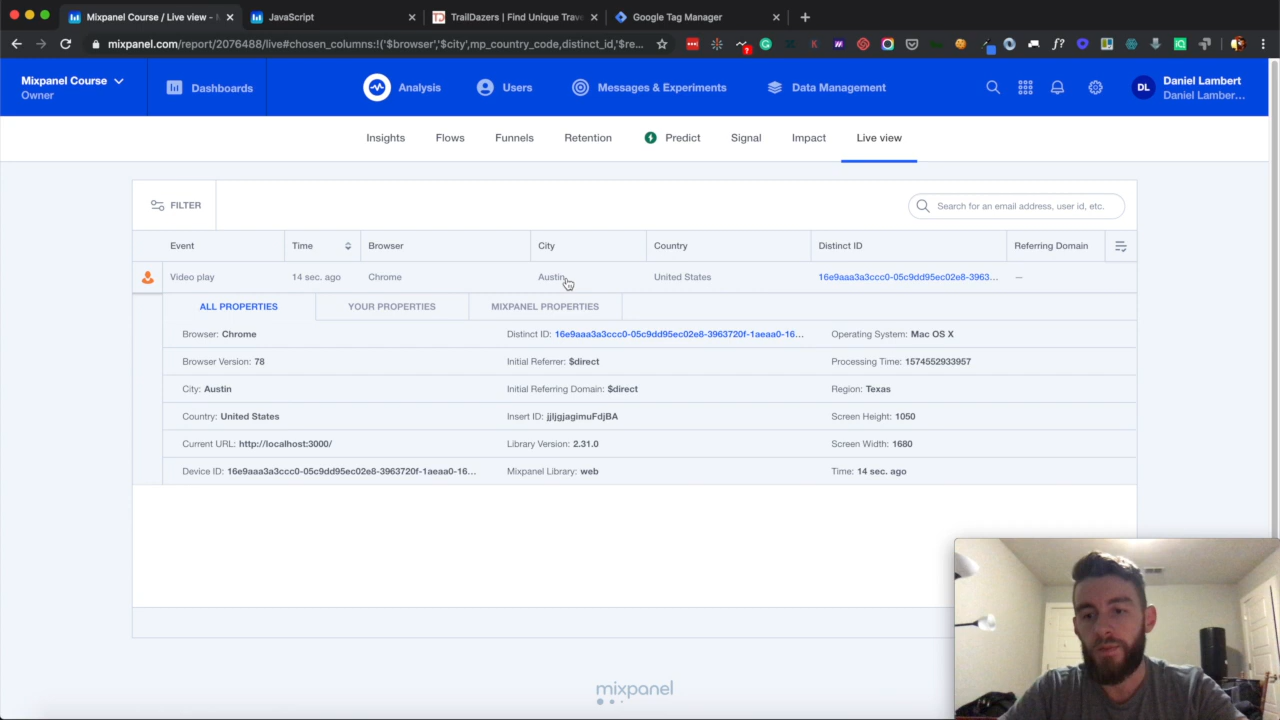 Mixpanel Course / Live view -
JavaScript
TrailDazers | Find Unique Trave
Google Tag Manager
mixpanel.com/report/2076488/live#chosen_columns:!('$browser','$city',mp_country_code,distinct_id,'$re...
Mixpanel Course
Owner
Dashboards
Analysis
Users
Messages & Experiments
Data Management
DL
Daniel Lambert
Daniel Lamber...
Insights
Flows
Funnels
Retention
Predict
Signal
Impact
Live view
FILTER
Search for an email address, user id, etc.
Event Time Browser City Country Distinct ID Referring Domain
Video play 14 sec. ago Chrome Austin United States 16e9aaa3a3ccc0-05c9dd95ec02e8-3963... —
ALL PROPERTIES YOUR PROPERTIES MIXPANEL PROPERTIES
Browser: Chrome Distinct ID: 16e9aaa3a3ccc0-05c9dd95ec02e8-3963720f-1aeaa0-16... Operating System: Mac OS X
Browser Version: 78 Initial Referrer: $direct Processing Time: 1574552933957
City: Austin Initial Referring Domain: $direct Region: Texas
Country: United States Insert ID: jjljgjagimuFdjBA Screen Height: 1050
Current URL: http://localhost:3000/ Library Version: 2.31.0 Screen Width: 1680
Device ID: 16e9aaa3a3ccc0-05c9dd95ec02e8-3963720f-1aeaa0-16... Mixpanel Library: web Time: 14 sec. ago
mixpanel